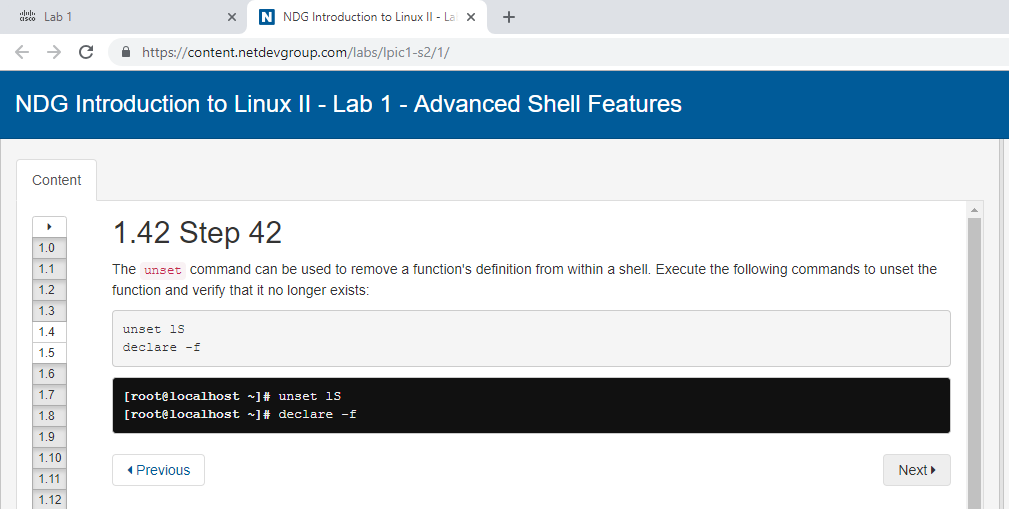 Lab 1
NDG Introduction to Linux II - La
https://content.netdevgroup.com/labs/lpic1-s2/1/
NDG Introduction to Linux II - Lab 1 - Advanced Shell Features
Content
1.0
1.1
1.2
1.3
1.4
1.5
1.6
1.7
1.8
1.9
1.10
1.11
1.12
1.42 Step 42
The unset command can be used to remove a function's definition from within a shell. Execute the following commands to unset the
function and verify that it no longer exists:
unset lS
declare -f
[root@localhost ~]# unset lS
[root@localhost ~]# declare -f
Previous
Next